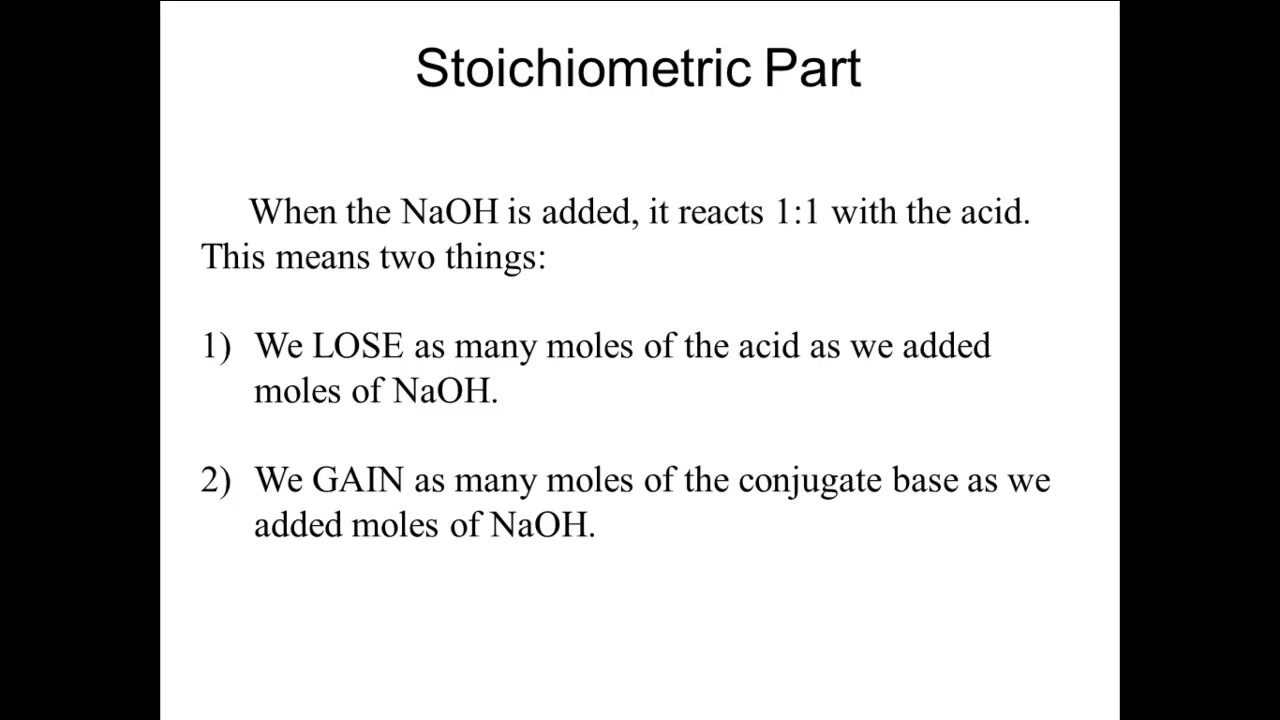 Stoichiometric Part
When the NaOH is added, it reacts 1:1 with the acid.
This means two things:
1) We LOSE as many moles of the acid as we added
moles of NaOH.
2) We GAIN as many moles of the conjugate base as we
added moles of NaOH.